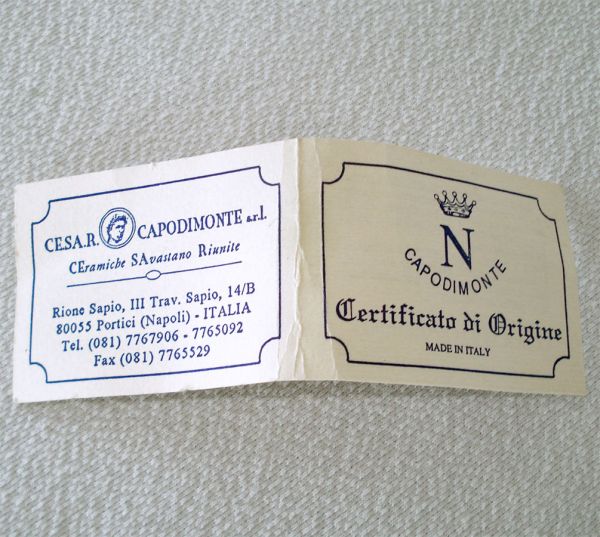 CE.S.A.R. CAPODIMONTE s.r.l.
CEramiche SAvastano Riunite
Rione Sapio, III Trav. Sapio, 14/B
80055 Portici (Napoli) - ITALIA
Tel. (081) 7767906 - 7765092
Fax (081) 7765529
N
CAPODIMONTE
Certificato di Origine
MADE IN ITALY